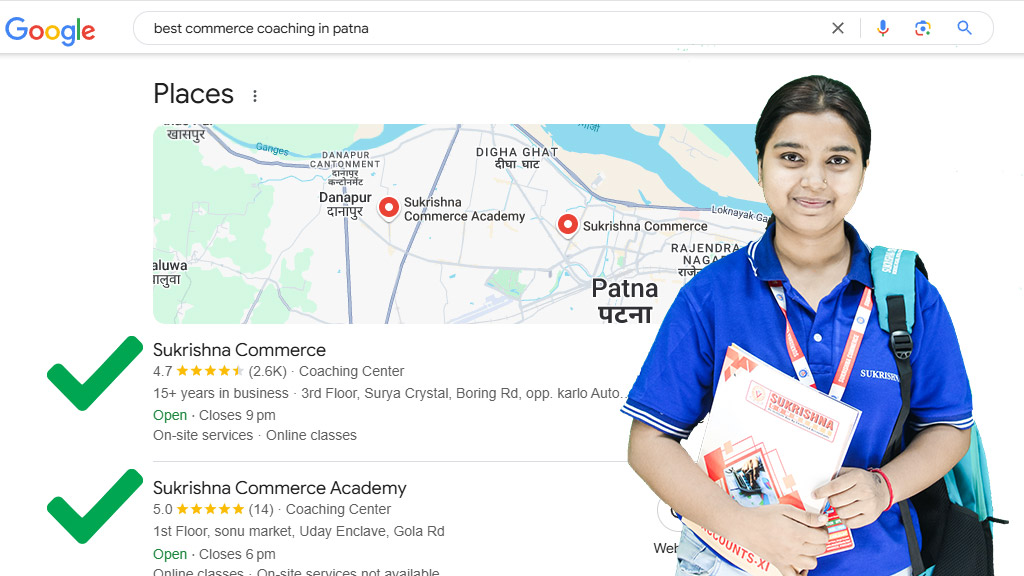 Google
best commerce coaching in patna
Places
खासपुर
Ganges
DANAPUR
CANTONMENT
दानापुर
कन्टोनमेंट
DIGHA GHAT
दीघा घाट
Danapur
दानापुर
Sukrishna
Commerce Academy
Sukrishna Commerce
Loknayak Ga
RAJENDRA
NAGA
राजे
aluwa
ालुवा
Patna
पटना
Sukrishna Commerce
4.7 (2.6K) · Coaching Center
15+ years in business · 3rd Floor, Surya Crystal, Boring Rd, opp. karlo Auto...
Open · Closes 9 pm
On-site services · Online classes
Sukrishna Commerce Academy
5.0 (14) · Coaching Center
1st Floor, sonu market, Uday Enclave, Gola Rd
Open · Closes 6 pm
Online classes · On-site services not available
Web
SUKRISHN
SUKRISHNA
ACCOUNTS-XI